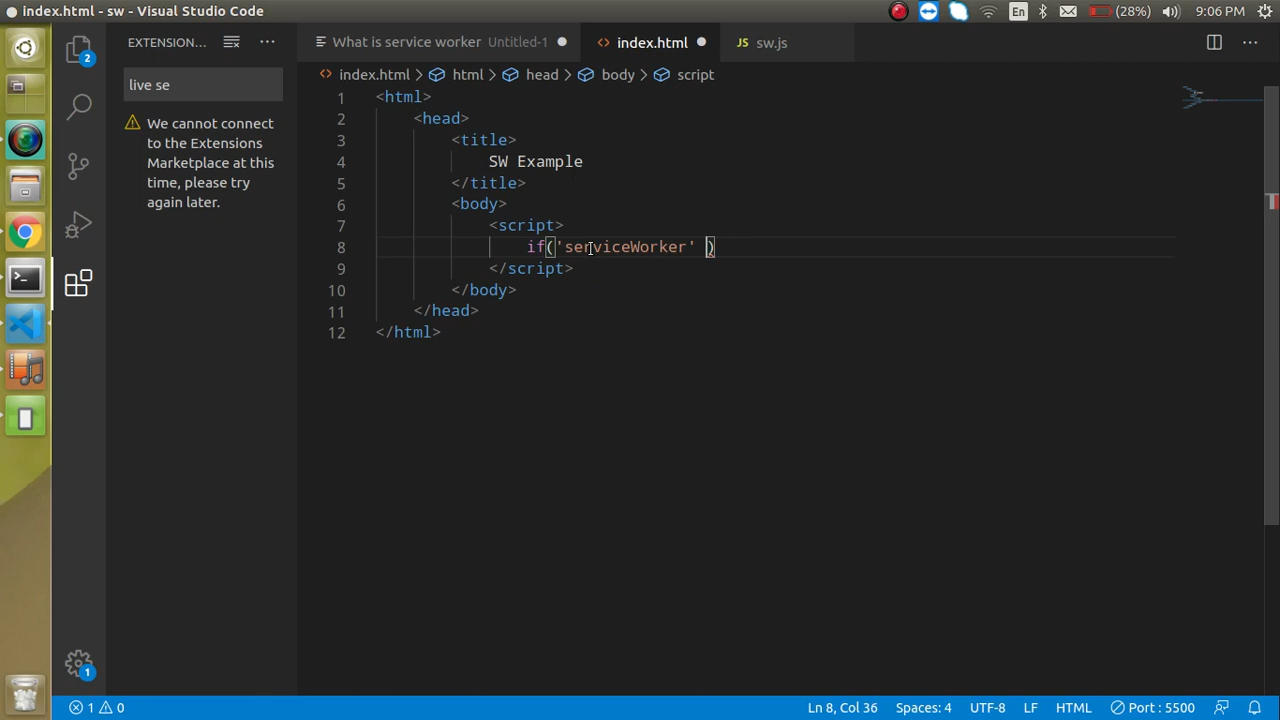 index.html - sw - Visual Studio Code
En
(28%)
9:06 PM
2
EXTENSION...
What is service worker Untitled-1
index.html
JS sw.js
live se
index.html > html > head > body > script
We cannot connect
to the Extensions
Marketplace at this
time, please try
again later.
1 <html>
2 <head>
3 <title>
4 SW Example
5 </title>
6 <body>
7 <script>
8 if('serviceWorker' )
9 </script>
10 </body>
11 </head>
12 </html>
1
1 0
Ln 8, Col 36
Spaces: 4
UTF-8
LF
HTML
Port : 5500